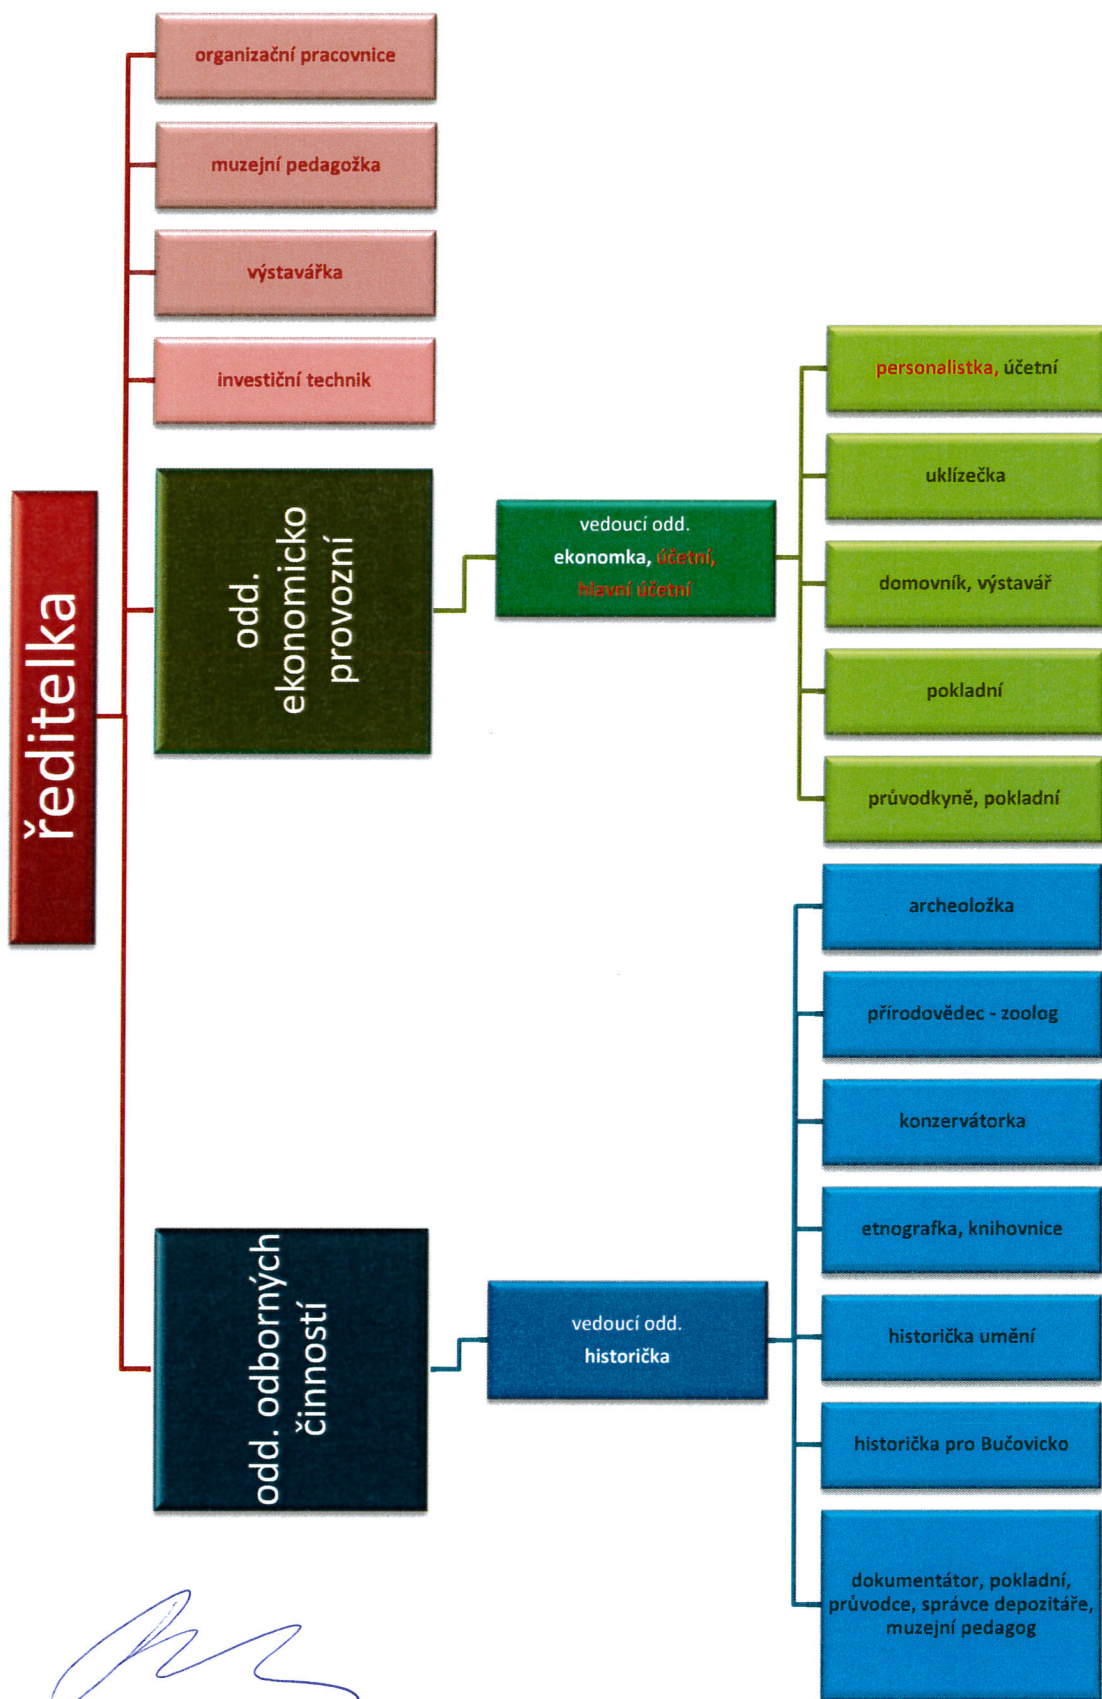 ředitelka
organizační pracovnice
muzejní pedagožka
výstavářka
investiční technik
odd.
ekonomicko
provozní
vedoucí odd.
ekonomka, účetní,
hlavní účetní
personalistka, účetní
uklízečka
domovník, výstavář
pokladní
průvodkyně, pokladní
odd. odborných
činností
vedoucí odd.
historička
archeoložka
přírodovědec - zoolog
konzervátorka
etnografka, knihovnice
historička umění
historička pro Bučovicko
dokumentátor, pokladní,
průvodce, správce depozitáře,
muzejní pedagog